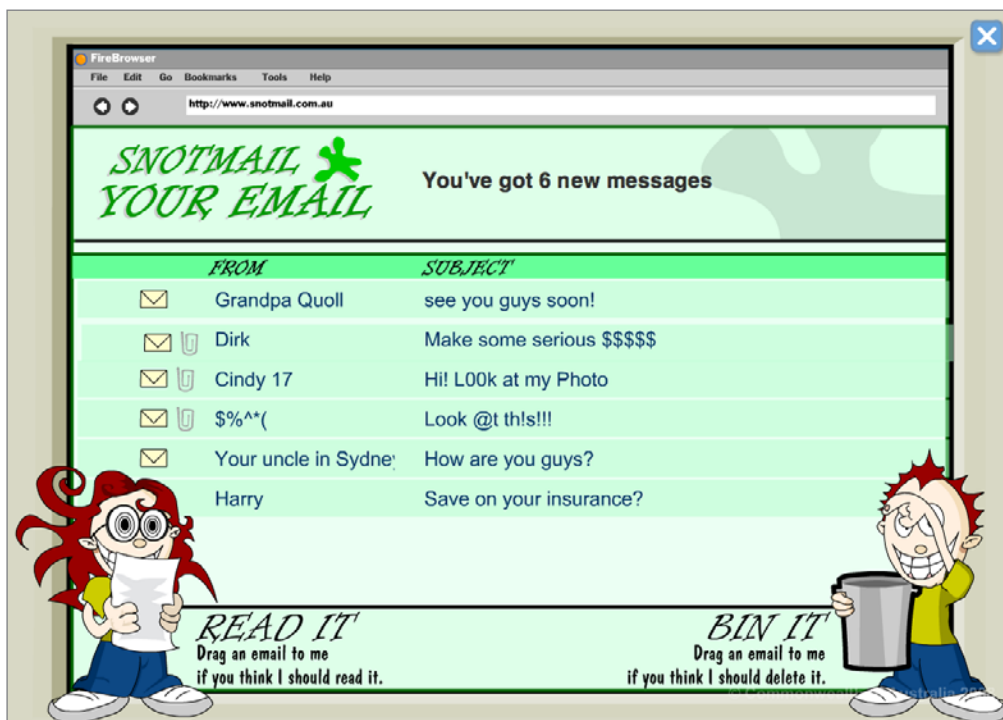 FireBrowser
File Edit Go Bookmarks Tools Help
http://www.snotmail.com.au
SNOTMAIL
YOUR EMAIL
You've got 6 new messages
FROM SUBJECT
Grandpa Quoll see you guys soon!
Dirk Make some serious $$$$$
Cindy 17 Hi! L00k at my Photo
$%^*( Look @t th!s!!!
Your uncle in Sydney How are you guys?
Harry Save on your insurance?
READ IT
Drag an email to me
if you think I should read it.
BIN IT
Drag an email to me
if you think I should delete it.
© Commonwealth Australia